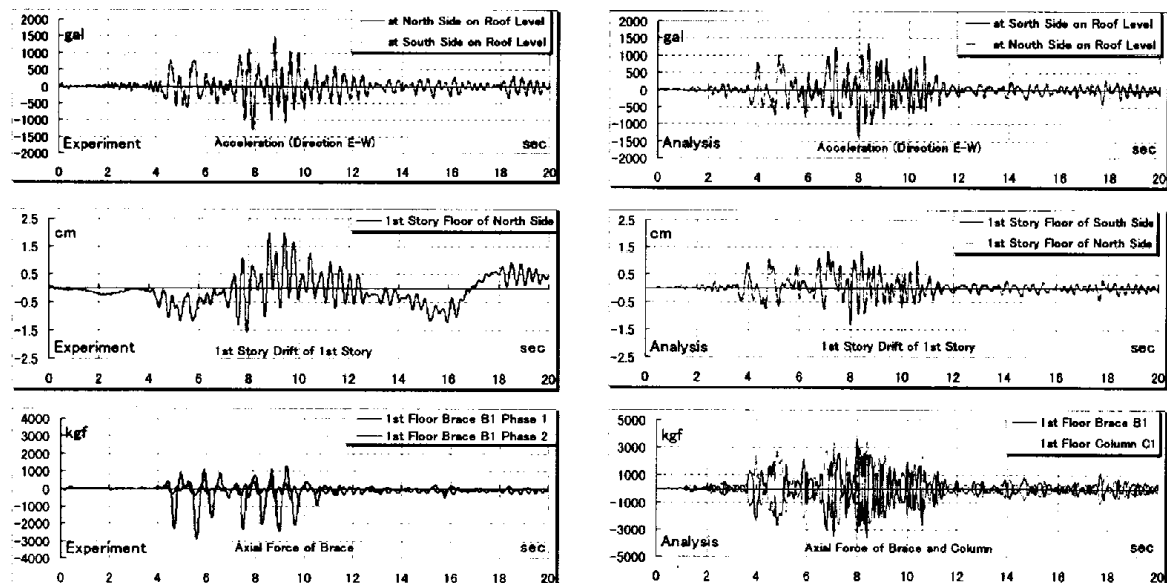 gal
at North Side on Roof Level
at South Side on Roof Level
2000
1500
1000
500
0
-500
-1000
-1500
-2000
Experiment
Acceleration (Direction E-W)
sec
0 2 4 6 8 10 12 14 16 18 20
gal
at Sorth Side on Roof Level
at Nouth Side on Roof Level
2000
1500
1000
500
0
-500
-1000
-1500
-2000
Analysis
Acceleration (Direction E-W)
sec
0 2 4 6 8 10 12 14 16 18 20
cm
1st Story Floor of North Side
2.5
1.5
0.5
-0.5
-1.5
-2.5
Experiment
1st Story Drift of 1st Story
sec
0 2 4 6 8 10 12 14 16 18 20
cm
1st Story Floor of South Side
1st Story Floor of North Side
2.5
1.5
0.5
-0.5
-1.5
-2.5
Analysis
1st Story Drift of 1st Story
sec
0 2 4 6 8 10 12 14 16 18 20
kgf
1st Floor Brace B1 Phase 1
1st Floor Brace B1 Phase 2
4000
3000
2000
1000
0
-1000
-2000
-3000
-4000
Experiment
Axial Force of Brace
sec
0 2 4 6 8 10 12 14 16 18 20
kgf
1st Floor Brace B1
1st Floor Column C1
5000
3000
1000
-1000
-3000
-5000
Analysis
Axial Force of Brace and Column
sec
0 2 4 6 8 10 12 14 16 18 20